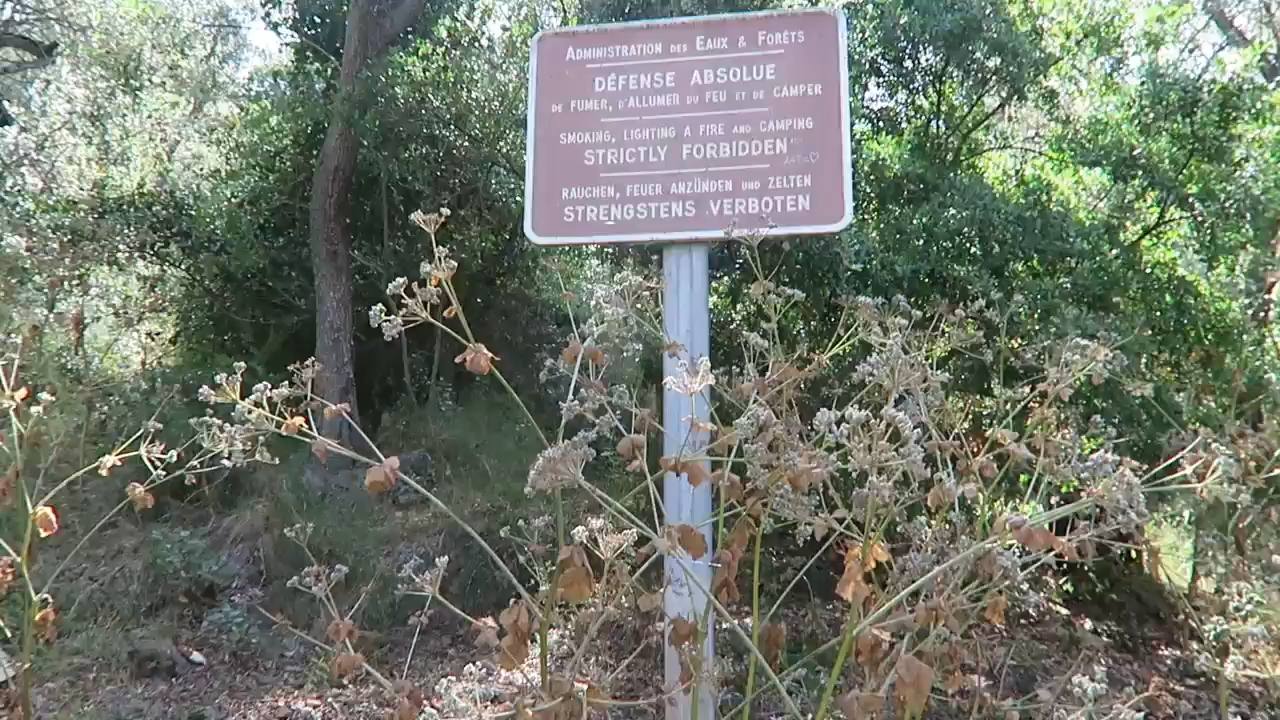 ADMINISTRATION DES EAUX & FORÊTS
DÉFENSE ABSOLUE
DE FUMER, D'ALLUMER DU FEU ET DE CAMPER
SMOKING, LIGHTING A FIRE AND CAMPING
STRICTLY FORBIDDEN
RAUCHEN, FEUER ANZÜNDEN UND ZELTEN
STRENGSTENS VERBOTEN